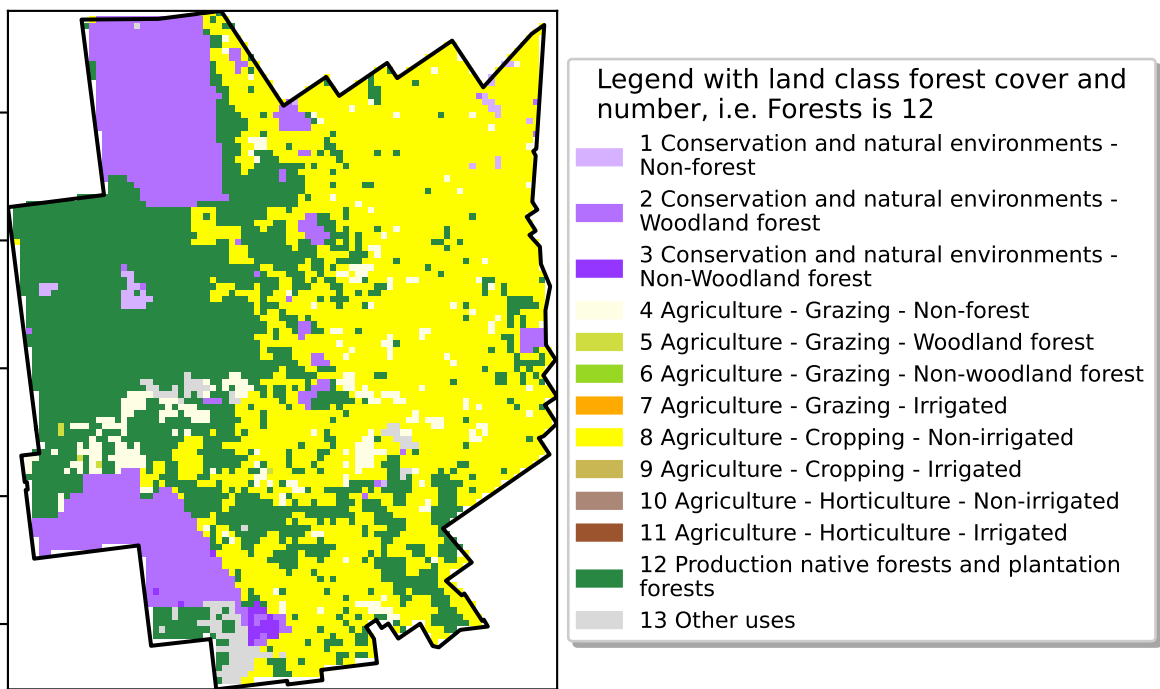 Legend with land class forest cover and
number, i.e. Forests is 12
1 Conservation and natural environments -
Non-forest
2 Conservation and natural environments -
Woodland forest
3 Conservation and natural environments -
Non-Woodland forest
4 Agriculture - Grazing - Non-forest
5 Agriculture - Grazing - Woodland forest
6 Agriculture - Grazing - Non-woodland forest
7 Agriculture - Grazing - Irrigated
8 Agriculture - Cropping - Non-irrigated
9 Agriculture - Cropping - Irrigated
10 Agriculture - Horticulture - Non-irrigated
11 Agriculture - Horticulture - Irrigated
12 Production native forests and plantation
forests
13 Other uses